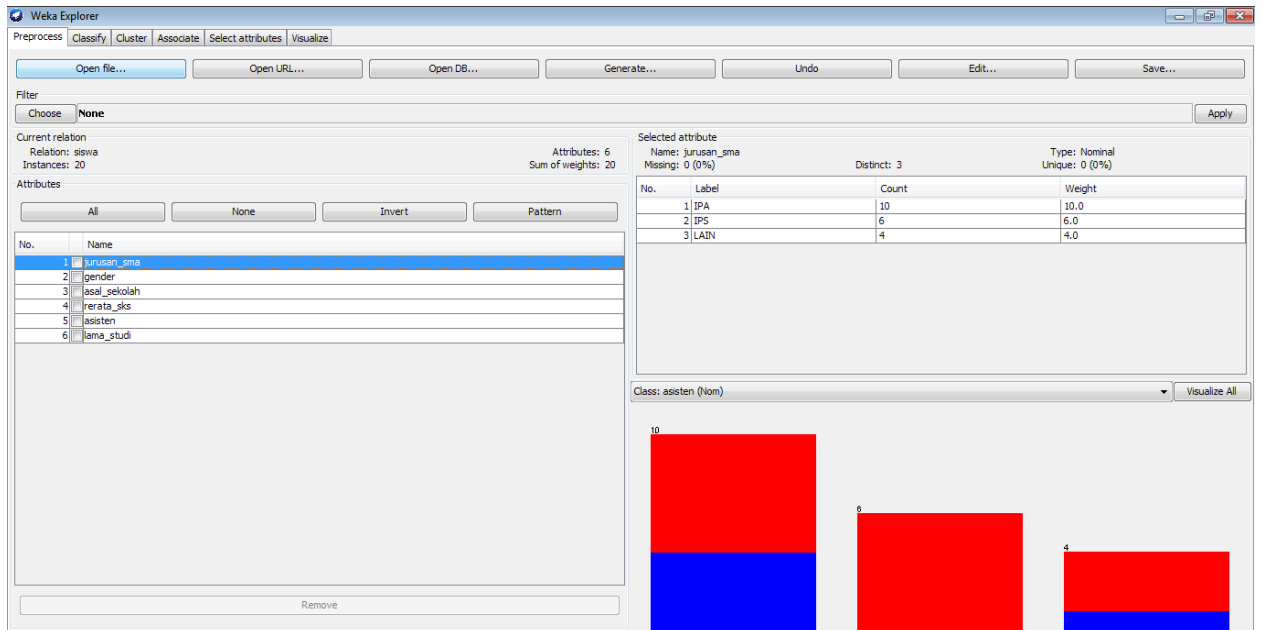 Weka Explorer
Preprocess Classify Cluster Associate Select attributes Visualize
Open file... Open URL... Open DB... Generate... Undo Edit... Save...
Filter
Choose None Apply
Current relation
Relation: siswa Attributes: 6
Instances: 20 Sum of weights: 20
Attributes
All None Invert Pattern
No. Name
1 jurusan_sma
2 gender
3 asal_sekolah
4 rerata_sks
5 asisten
6 lama_studi
Remove
Selected attribute
Name: jurusan_sma Type: Nominal
Missing: 0 (0%) Distinct: 3 Unique: 0 (0%)
No. Label Count Weight
1 IPA 10 10.0
2 IPS 6 6.0
3 LAIN 4 4.0
Class: asisten (Nom) Visualize All
10
6
4